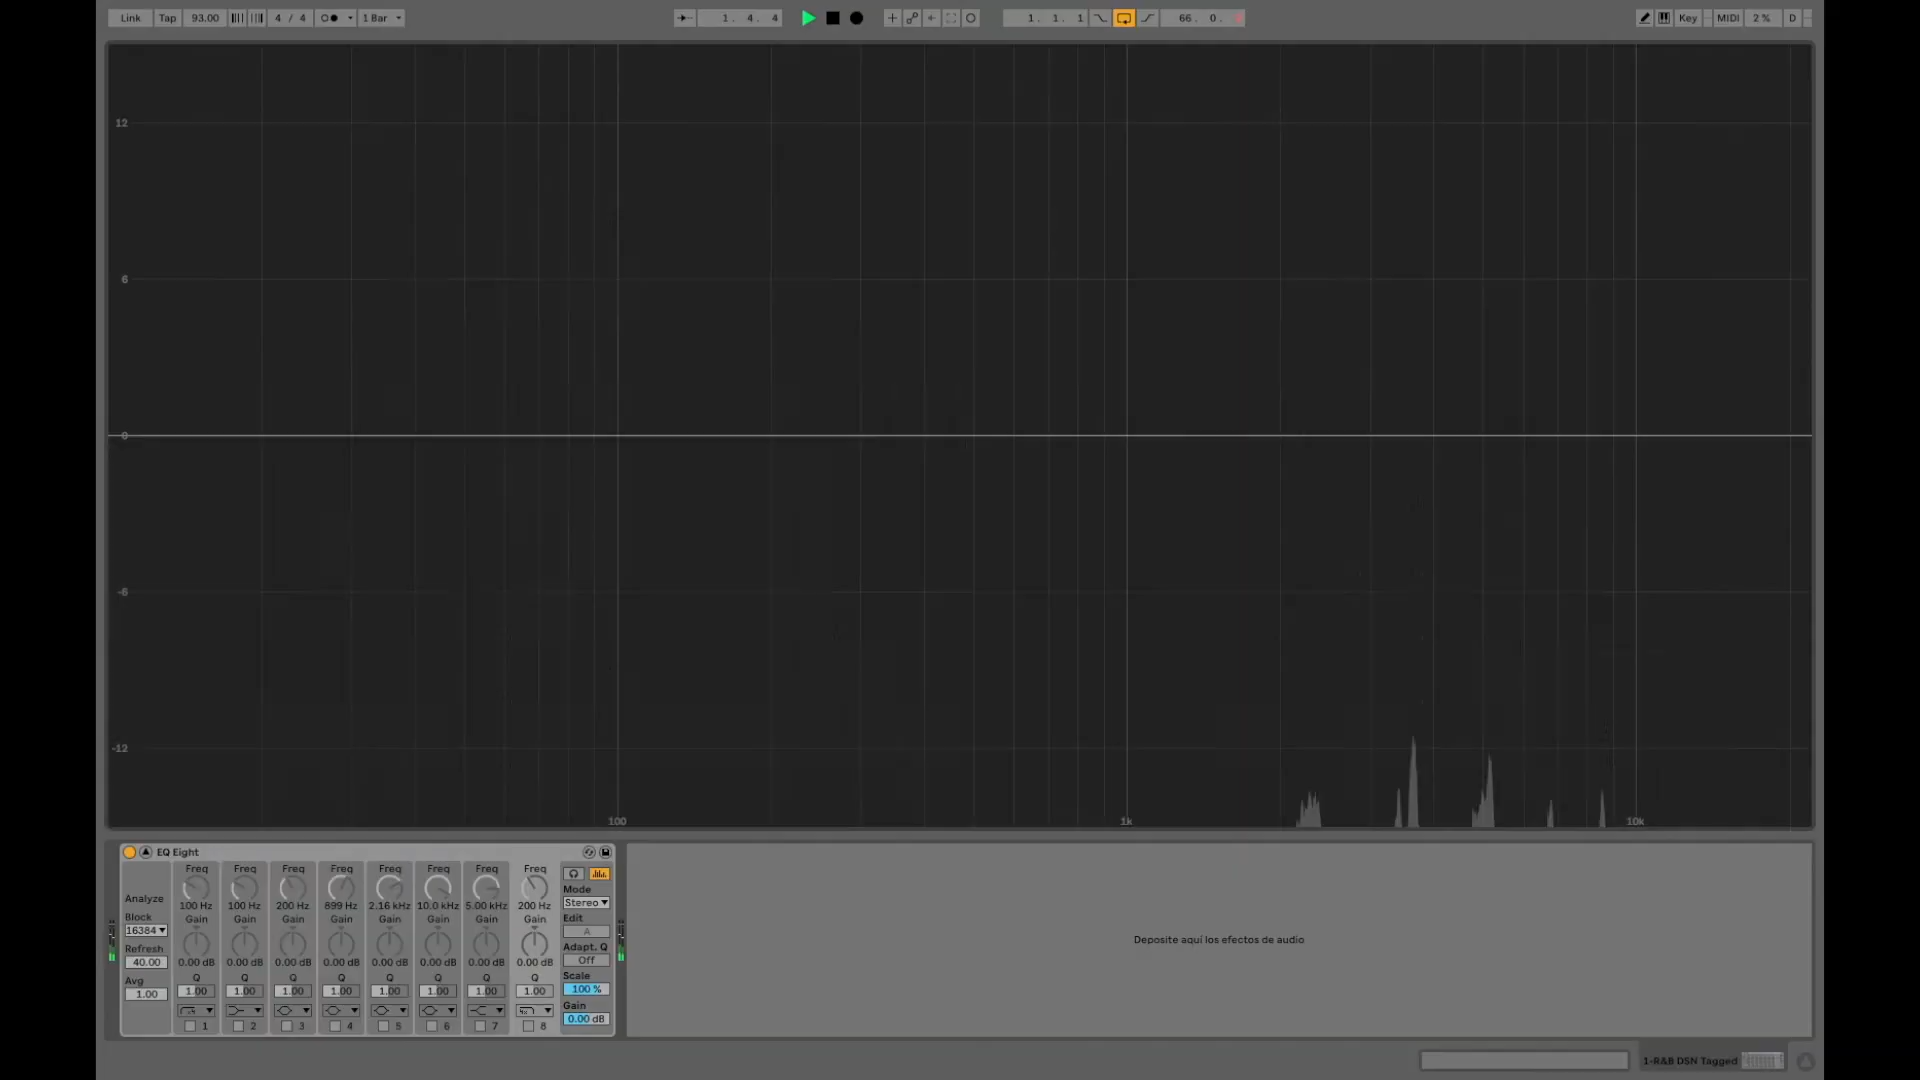 Link Tap 93.00 4 / 4 1 Bar 1. 4. 4 1. 1. 1 66. 0. Key MIDI 2 % D
12
6
0
-6
-12
100 1k 10k
EQ Eight
Analyze
Block
16384
Refresh
40.00
Avg
1.00
Freq Freq Freq Freq Freq Freq Freq Freq
100 Hz 100 Hz 200 Hz 899 Hz 2.16 kHz 10.0 kHz 5.00 kHz 200 Hz
Gain Gain Gain Gain Gain Gain Gain Gain
0.00 dB 0.00 dB 0.00 dB 0.00 dB 0.00 dB 0.00 dB 0.00 dB 0.00 dB
Q Q Q Q Q Q Q Q
1.00 1.00 1.00 1.00 1.00 1.00 1.00 1.00
1 2 3 4 5 6 7 8
Mode
Stereo
Edit
A
Adapt. Q
Off
Scale
100 %
Gain
0.00 dB
Deposite aquí los efectos de audio
1-R&B DSN Tagged